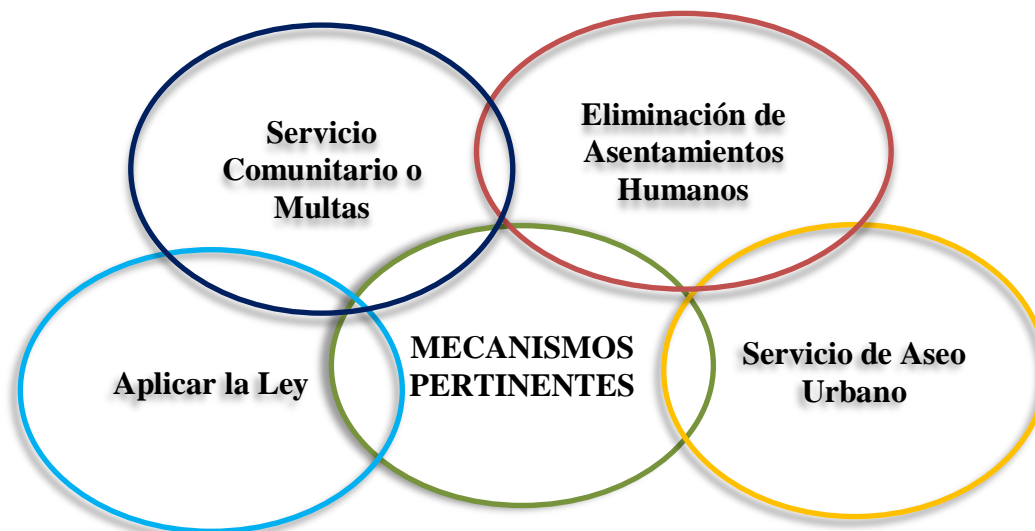 Servicio
Comunitario o
Multas
Eliminación de
Asentamientos
Humanos
Aplicar la Ley
MECANISMOS
PERTINENTES
Servicio de Aseo
Urbano